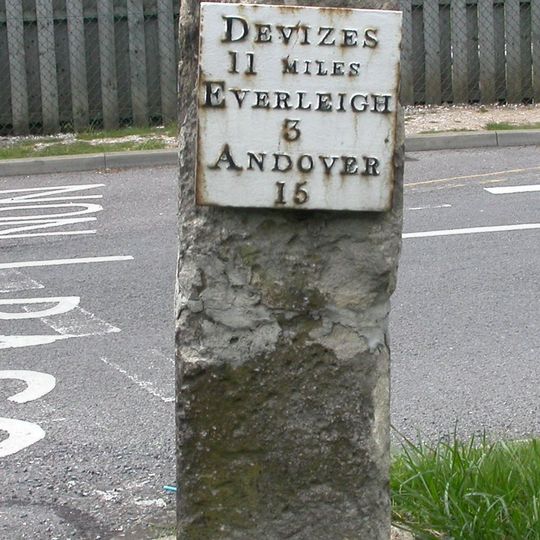 DEVIZES
11 MILES
EVERLEIGH
3
ANDOVER
15